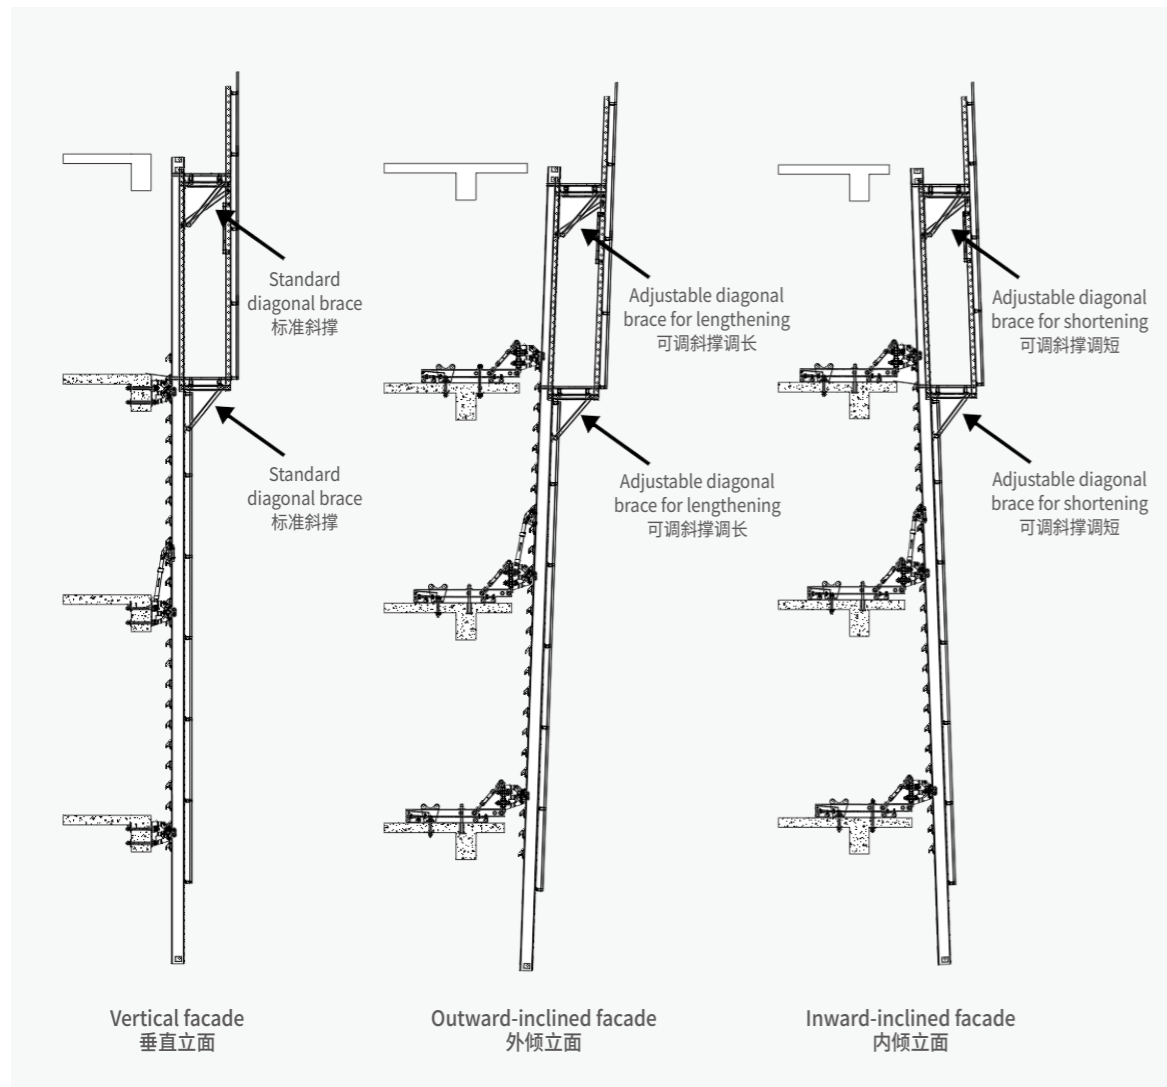 Standard
diagonal brace
标准斜撑
Adjustable diagonal
brace for lengthening
可调斜撑调长
Adjustable diagonal
brace for shortening
可调斜撑调短
Standard
diagonal brace
标准斜撑
Adjustable diagonal
brace for lengthening
可调斜撑调长
Adjustable diagonal
brace for shortening
可调斜撑调短
Vertical facade
垂直立面
Outward-inclined facade
外倾立面
Inward-inclined facade
内倾立面